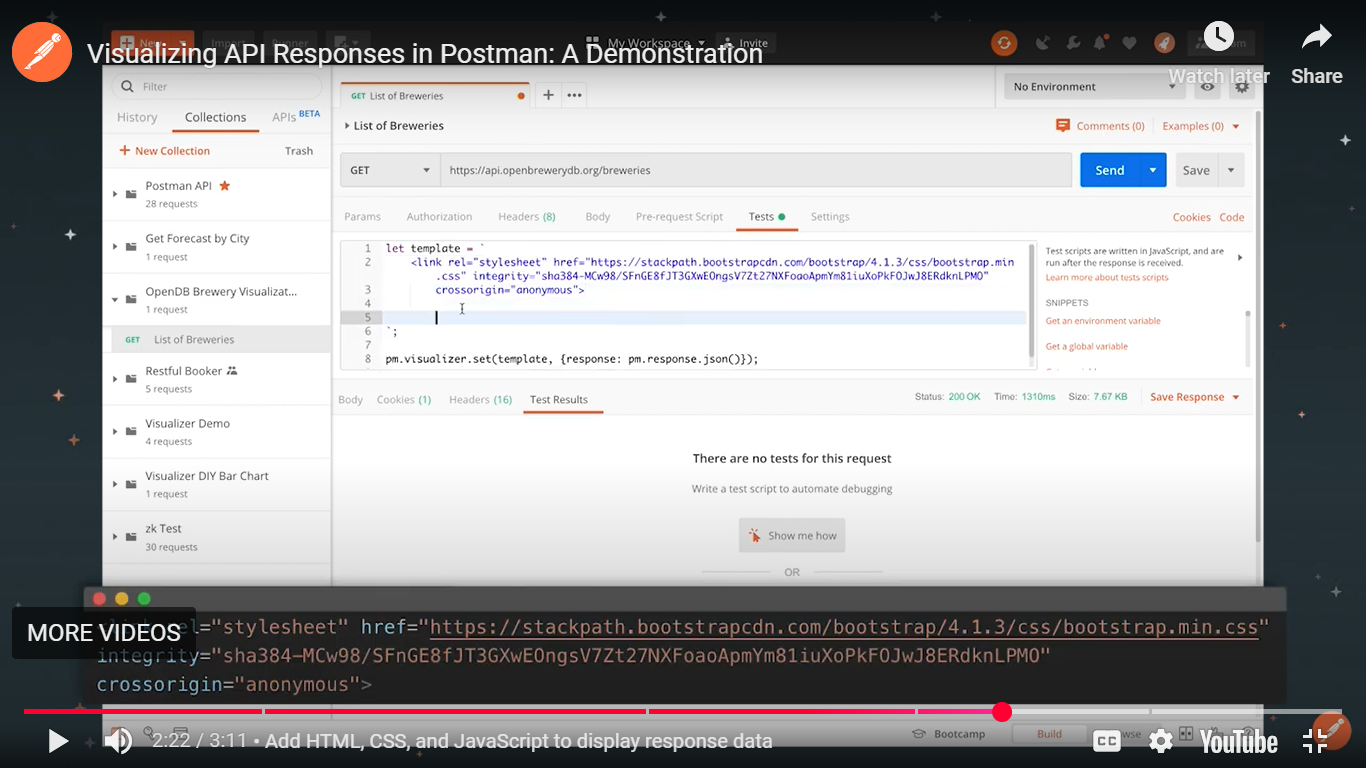 Visualizing API Responses in Postman: A Demonstration
New
Import
Runner
My Workspace
Invite
Watch later
Share
Filter
History
Collections
APIs BETA
New Collection
Trash
Postman API
28 requests
Get Forecast by City
1 request
OpenDB Brewery Visualizat...
1 request
GET List of Breweries
Restful Booker
5 requests
Visualizer Demo
4 requests
Visualizer DIY Bar Chart
1 request
zk Test
30 requests
GET List of Breweries
No Environment
List of Breweries
Comments (0)
Examples (0)
GET
https://api.openbrewerydb.org/breweries
Send
Save
Params
Authorization
Headers (8)
Body
Pre-request Script
Tests
Settings
Cookies
Code
1 let template = `
2 <link rel="stylesheet" href="https://stackpath.bootstrapcdn.com/bootstrap/4.1.3/css/bootstrap.min
.css" integrity="sha384-MCw98/SFnGE8fJT3GXwEOngsV7Zt27NXFoaoApmYm81iuXoPkFOJwJ8ERdknLPMO"
3 crossorigin="anonymous">
4
5
6 `;
7
8 pm.visualizer.set(template, {response: pm.response.json()});
Test scripts are written in JavaScript, and are
run after the response is received.
Learn more about tests scripts
SNIPPETS
Get an environment variable
Get a global variable
Body
Cookies (1)
Headers (16)
Test Results
Status: 200 OK
Time: 1310ms
Size: 7.67 KB
Save Response
There are no tests for this request
Write a test script to automate debugging
Show me how
OR
MORE VIDEOS
rel="stylesheet" href="https://stackpath.bootstrapcdn.com/bootstrap/4.1.3/css/bootstrap.min.css"
integrity="sha384-MCw98/SFnGE8fJT3GXwEOngsV7Zt27NXFoaoApmYm81iuXoPkFOJwJ8ERdknLPMO"
crossorigin="anonymous">
2:22 / 3:11 • Add HTML, CSS, and JavaScript to display response data
Bootcamp
Build
CC
YouTube